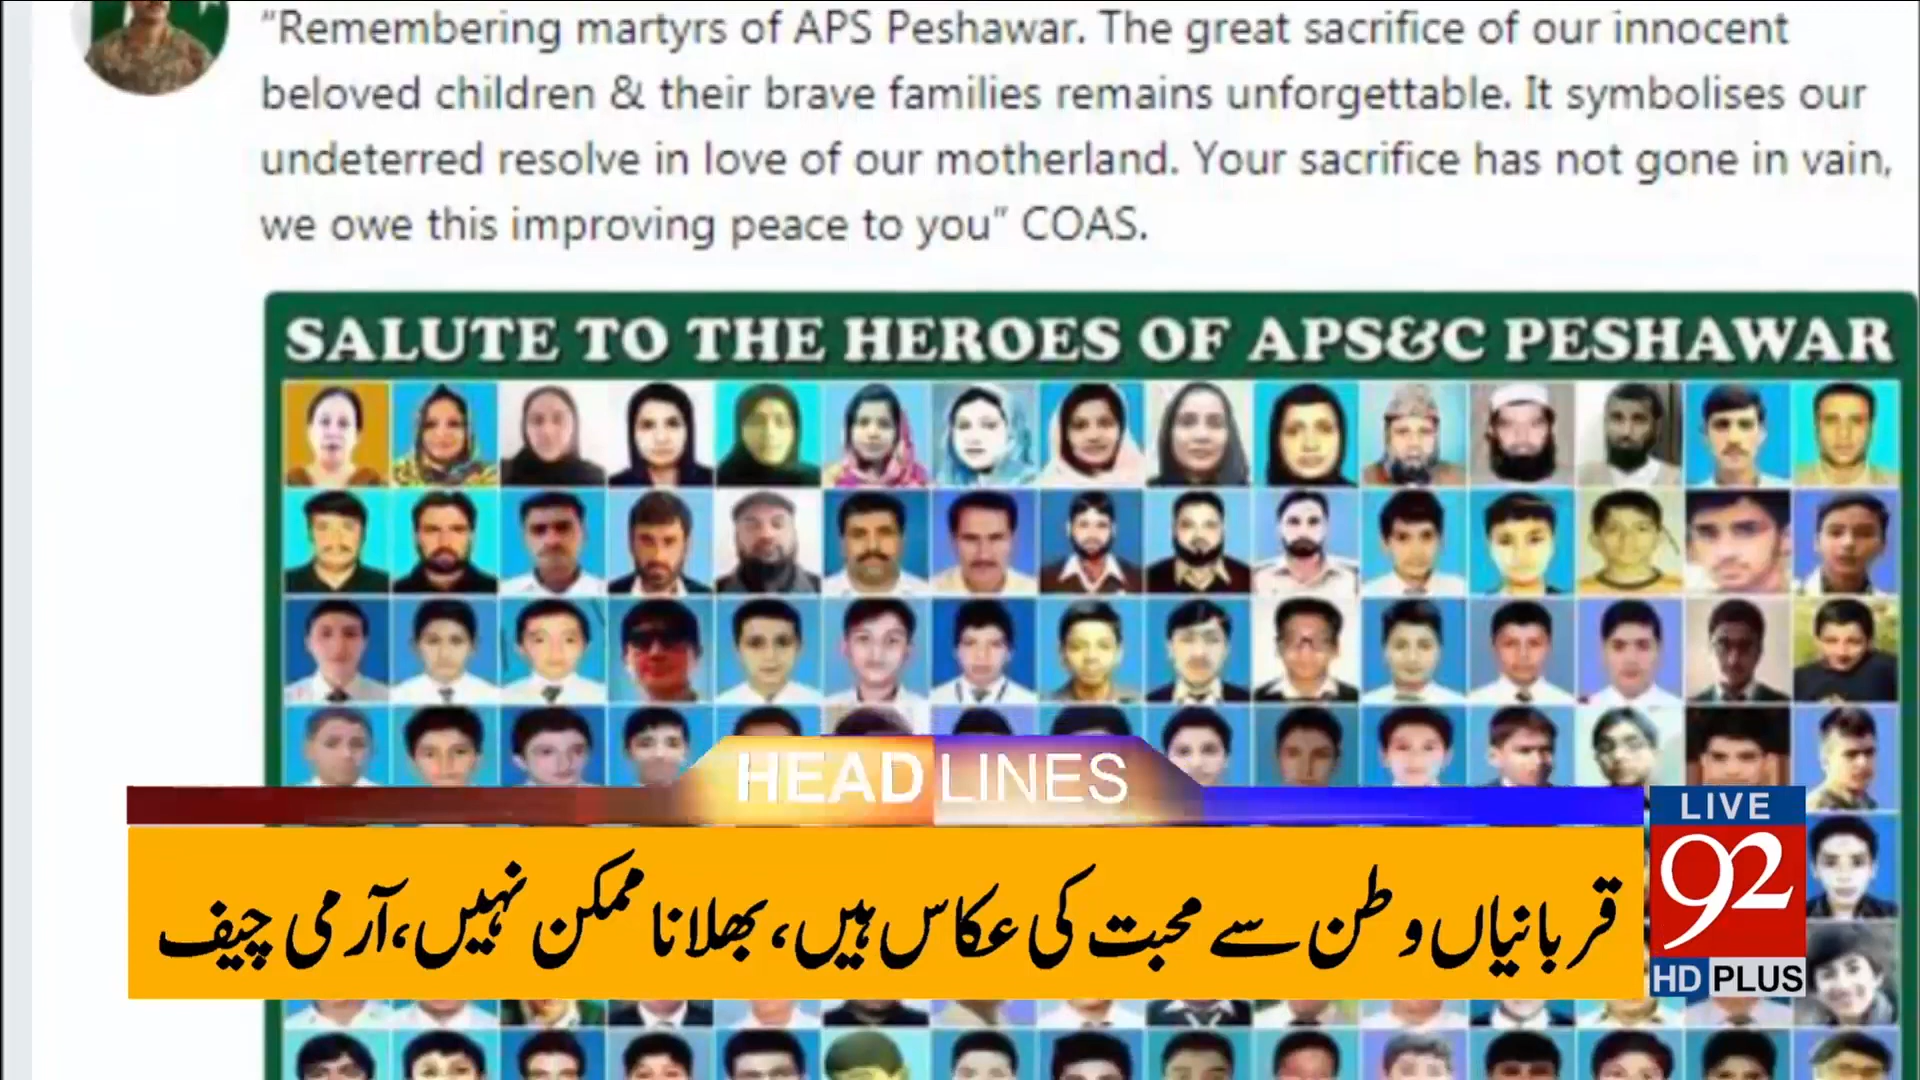 “Remembering martyrs of APS Peshawar. The great sacrifice of our innocent
beloved children & their brave families remains unforgettable. It symbolises our
undeterred resolve in love of our motherland. Your sacrifice has not gone in vain,
we owe this improving peace to you” COAS.
SALUTE TO THE HEROES OF APS&C PESHAWAR
HEADLINES
LIVE
92
HD PLUS
قربانیاں وطن سے محبت کی عکاس ہیں، بھلانا ممکن نہیں، آرمی چیف